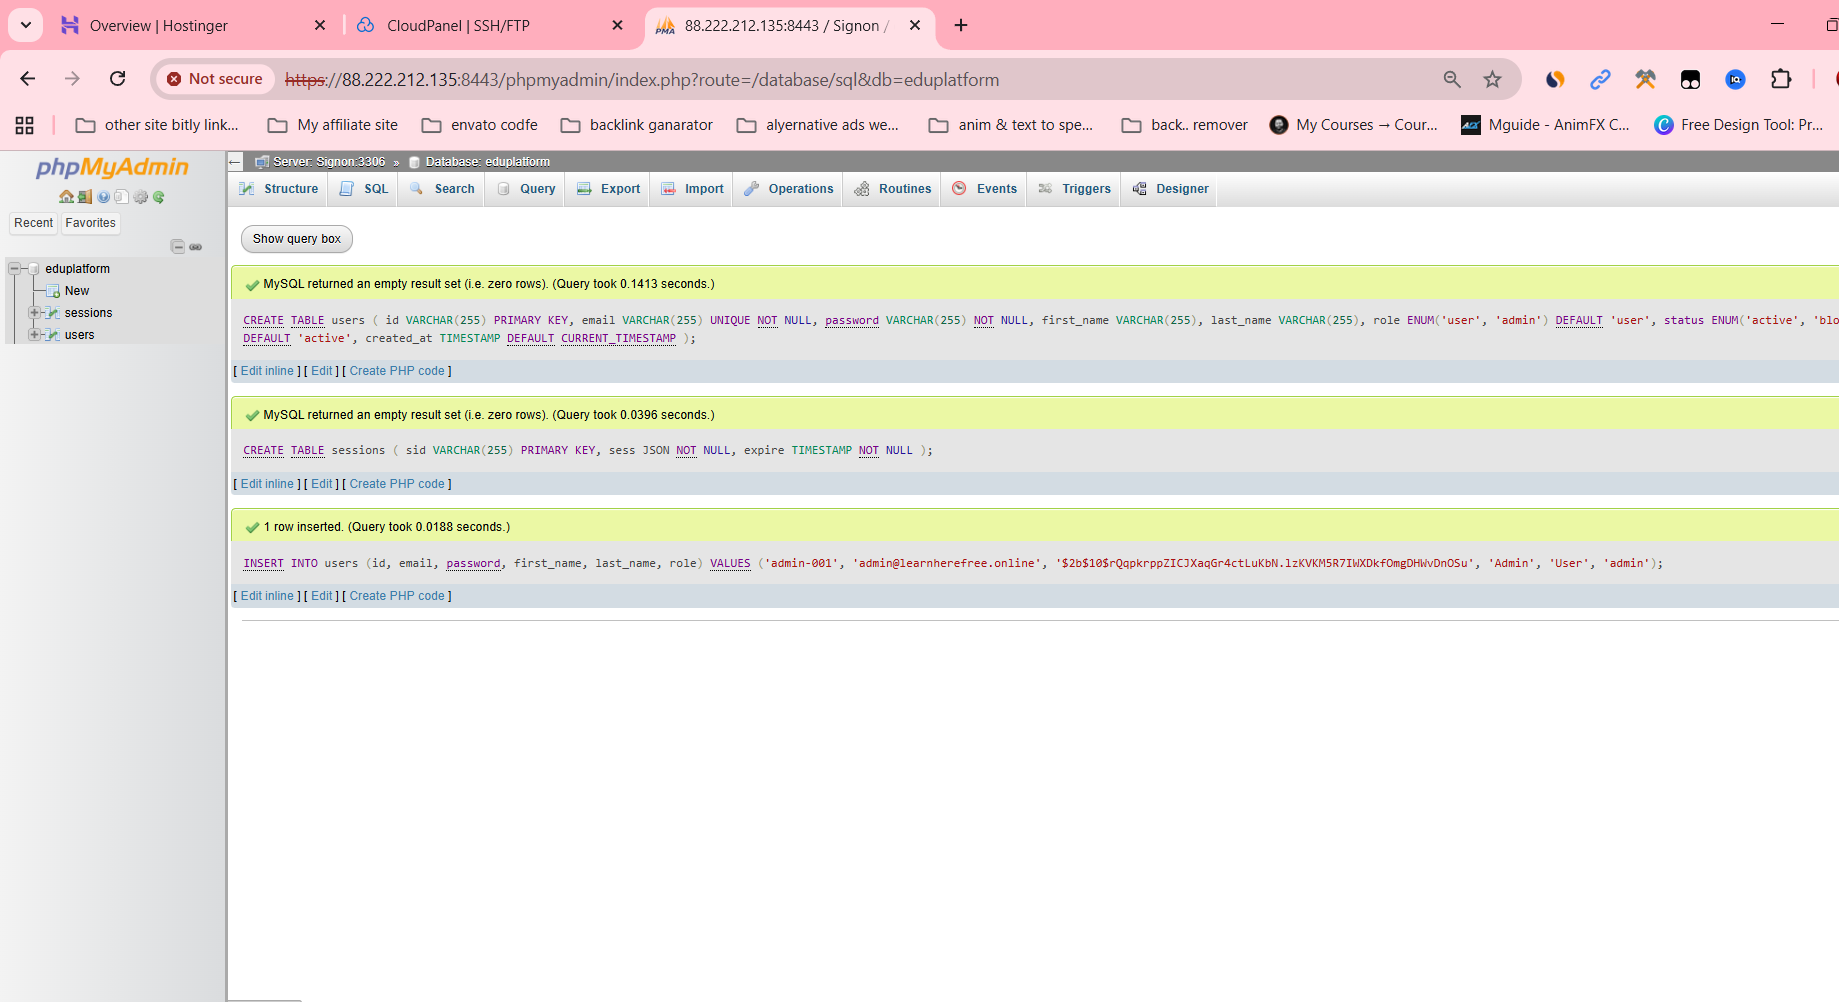 Overview | Hostinger
CloudPanel | SSH/FTP
PMA
88.222.212.135:8443 / Signon /
Not secure
https://88.222.212.135:8443/phpmyadmin/index.php?route=/database/sql&db=eduplatform
other site bitly link...
My affiliate site
envato codfe
backlink ganarator
alyernative ads we...
anim & text to spe...
back.. remover
My Courses → Cour...
Mguide - AnimFX C...
Free Design Tool: Pr...
phpMyAdmin
Recent
Favorites
eduplatform
New
sessions
users
Server: Signon:3306 » Database: eduplatform
Structure
SQL
Search
Query
Export
Import
Operations
Routines
Events
Triggers
Designer
Show query box
MySQL returned an empty result set (i.e. zero rows). (Query took 0.1413 seconds.)
CREATE TABLE users ( id VARCHAR(255) PRIMARY KEY, email VARCHAR(255) UNIQUE NOT NULL, password VARCHAR(255) NOT NULL, first_name VARCHAR(255), last_name VARCHAR(255), role ENUM('user', 'admin') DEFAULT 'user', status ENUM('active', 'blo
DEFAULT 'active', created_at TIMESTAMP DEFAULT CURRENT_TIMESTAMP );
[ Edit inline ] [ Edit ] [ Create PHP code ]
MySQL returned an empty result set (i.e. zero rows). (Query took 0.0396 seconds.)
CREATE TABLE sessions ( sid VARCHAR(255) PRIMARY KEY, sess JSON NOT NULL, expire TIMESTAMP NOT NULL );
[ Edit inline ] [ Edit ] [ Create PHP code ]
1 row inserted. (Query took 0.0188 seconds.)
INSERT INTO users (id, email, password, first_name, last_name, role) VALUES ('admin-001', 'admin@learnherefree.online', '$2b$10$rQqpkrppZICJXaqGr4ctLuKbN.lzKVKM5R7IWXDkfOmgDHWvDnOSu', 'Admin', 'User', 'admin');
[ Edit inline ] [ Edit ] [ Create PHP code ]